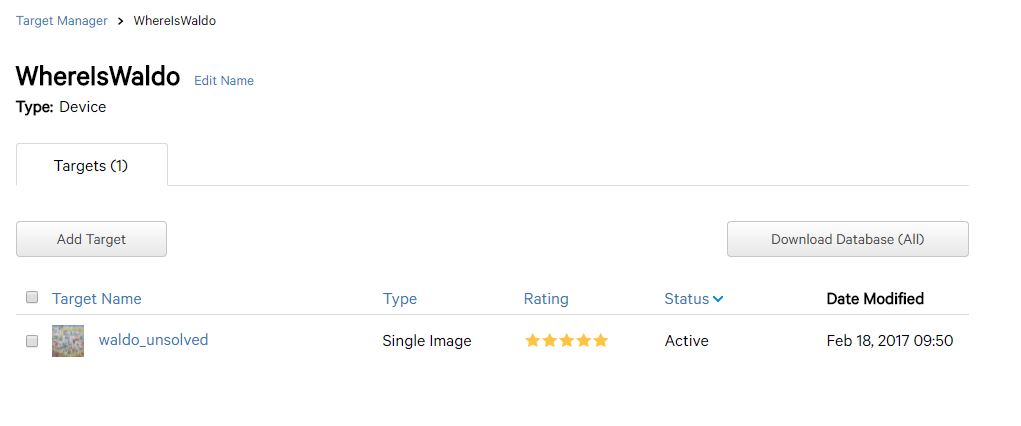 Target Manager > WhereIsWaldo
WhereIsWaldo Edit Name
Type: Device
Targets (1)
Add Target Download Database (All)
Target Name Type Rating Status Date Modified
waldo_unsolved Single Image Active Feb 18, 2017 09:50